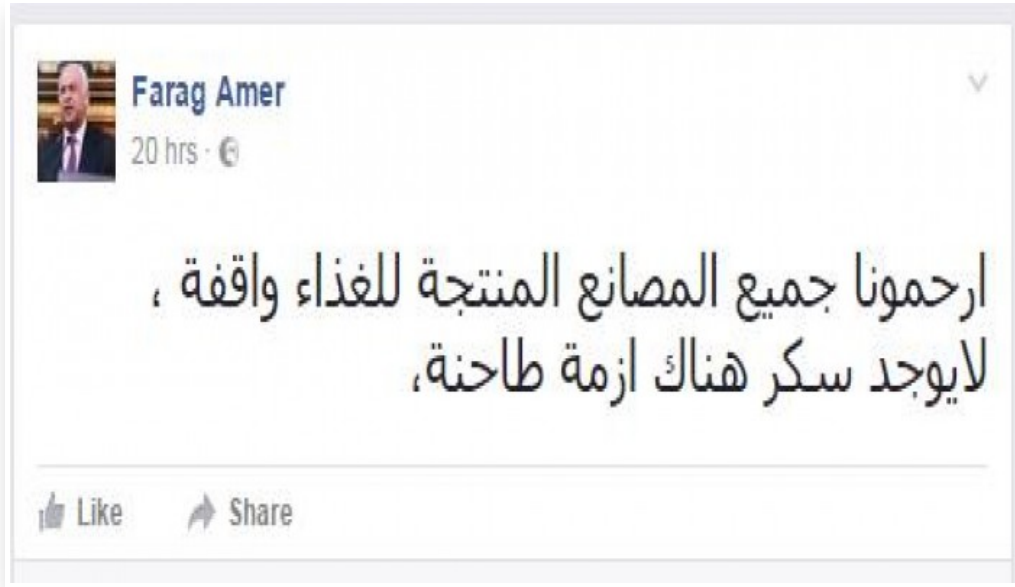 Farag Amer
20 hrs ·
ارحمونا جميع المصانع المنتجة للغذاء واقفة ،
لايوجد سكر هناك ازمة طاحنة،
Like Share